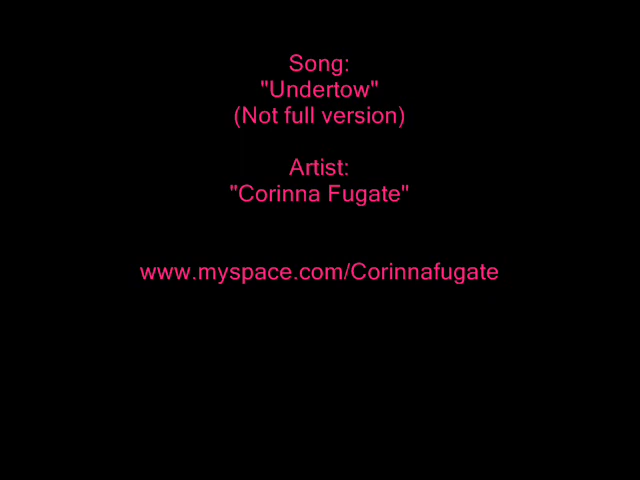 Song:
"Undertow"
(Not full version)
Artist:
"Corinna Fugate"
www.myspace.com/Corinnafugate